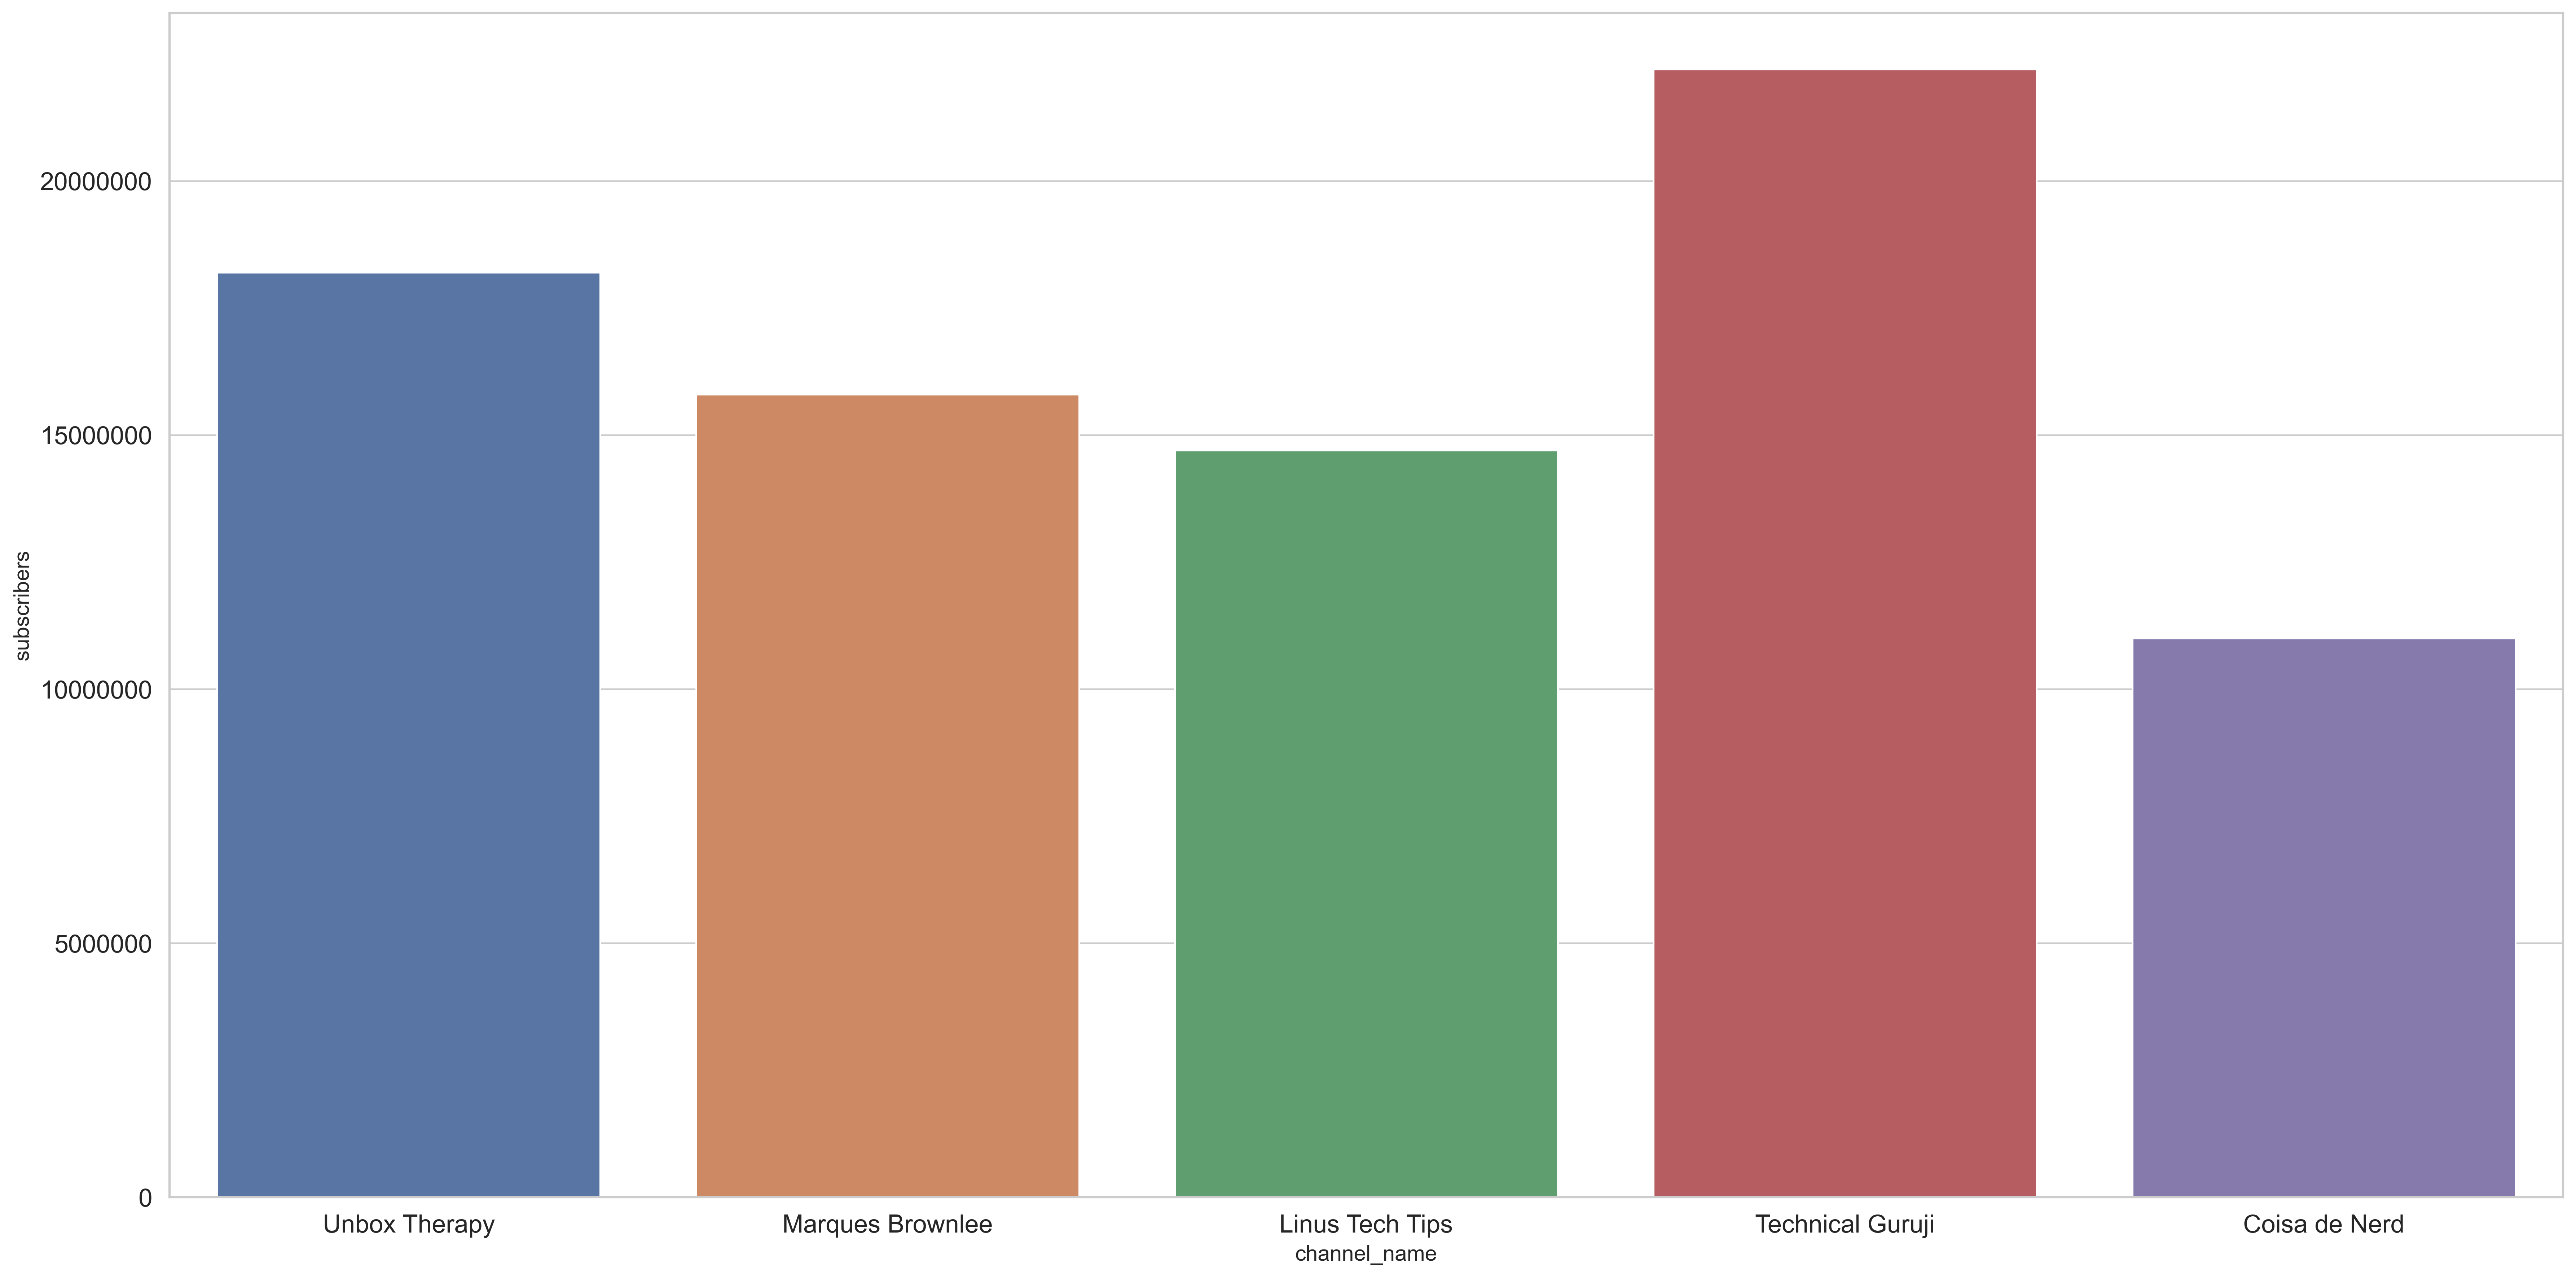 subscribers
20000000
15000000
10000000
5000000
0
Unbox Therapy
Marques Brownlee
Linus Tech Tips
Technical Guruji
Coisa de Nerd
channel_name